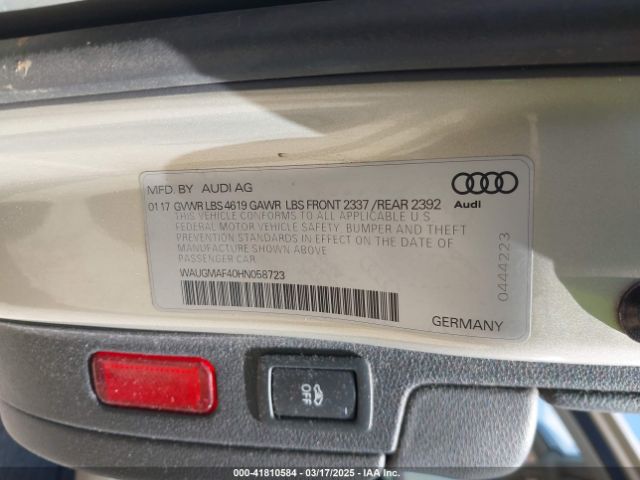 MFD. BY AUDI AG
01 17 GVWR LBS 4619 GAWR LBS FRONT 2337 /REAR 2392
THIS VEHICLE CONFORMS TO ALL APPLICABLE U.S.
FEDERAL MOTOR VEHICLE SAFETY, BUMPER AND THEFT
PREVENTION STANDARDS IN EFFECT ON THE DATE OF
MANUFACTURE SHOWN ABOVE
PASSENGER CAR
WAUGMAF40HN058723
Audi
0444223
GERMANY
OFF
000-41810584 | 03/17/2025 | IAA Inc.